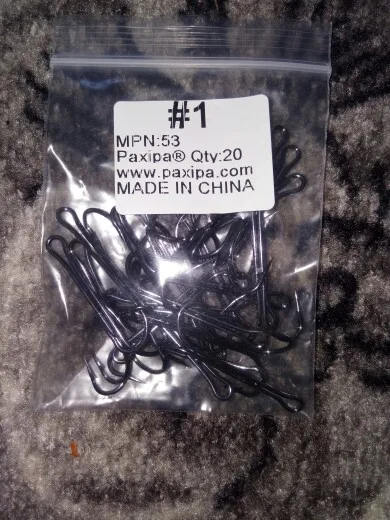 #1
MPN:53
Paxipa® Qty:20
www.paxipa.com
MADE IN CHINA